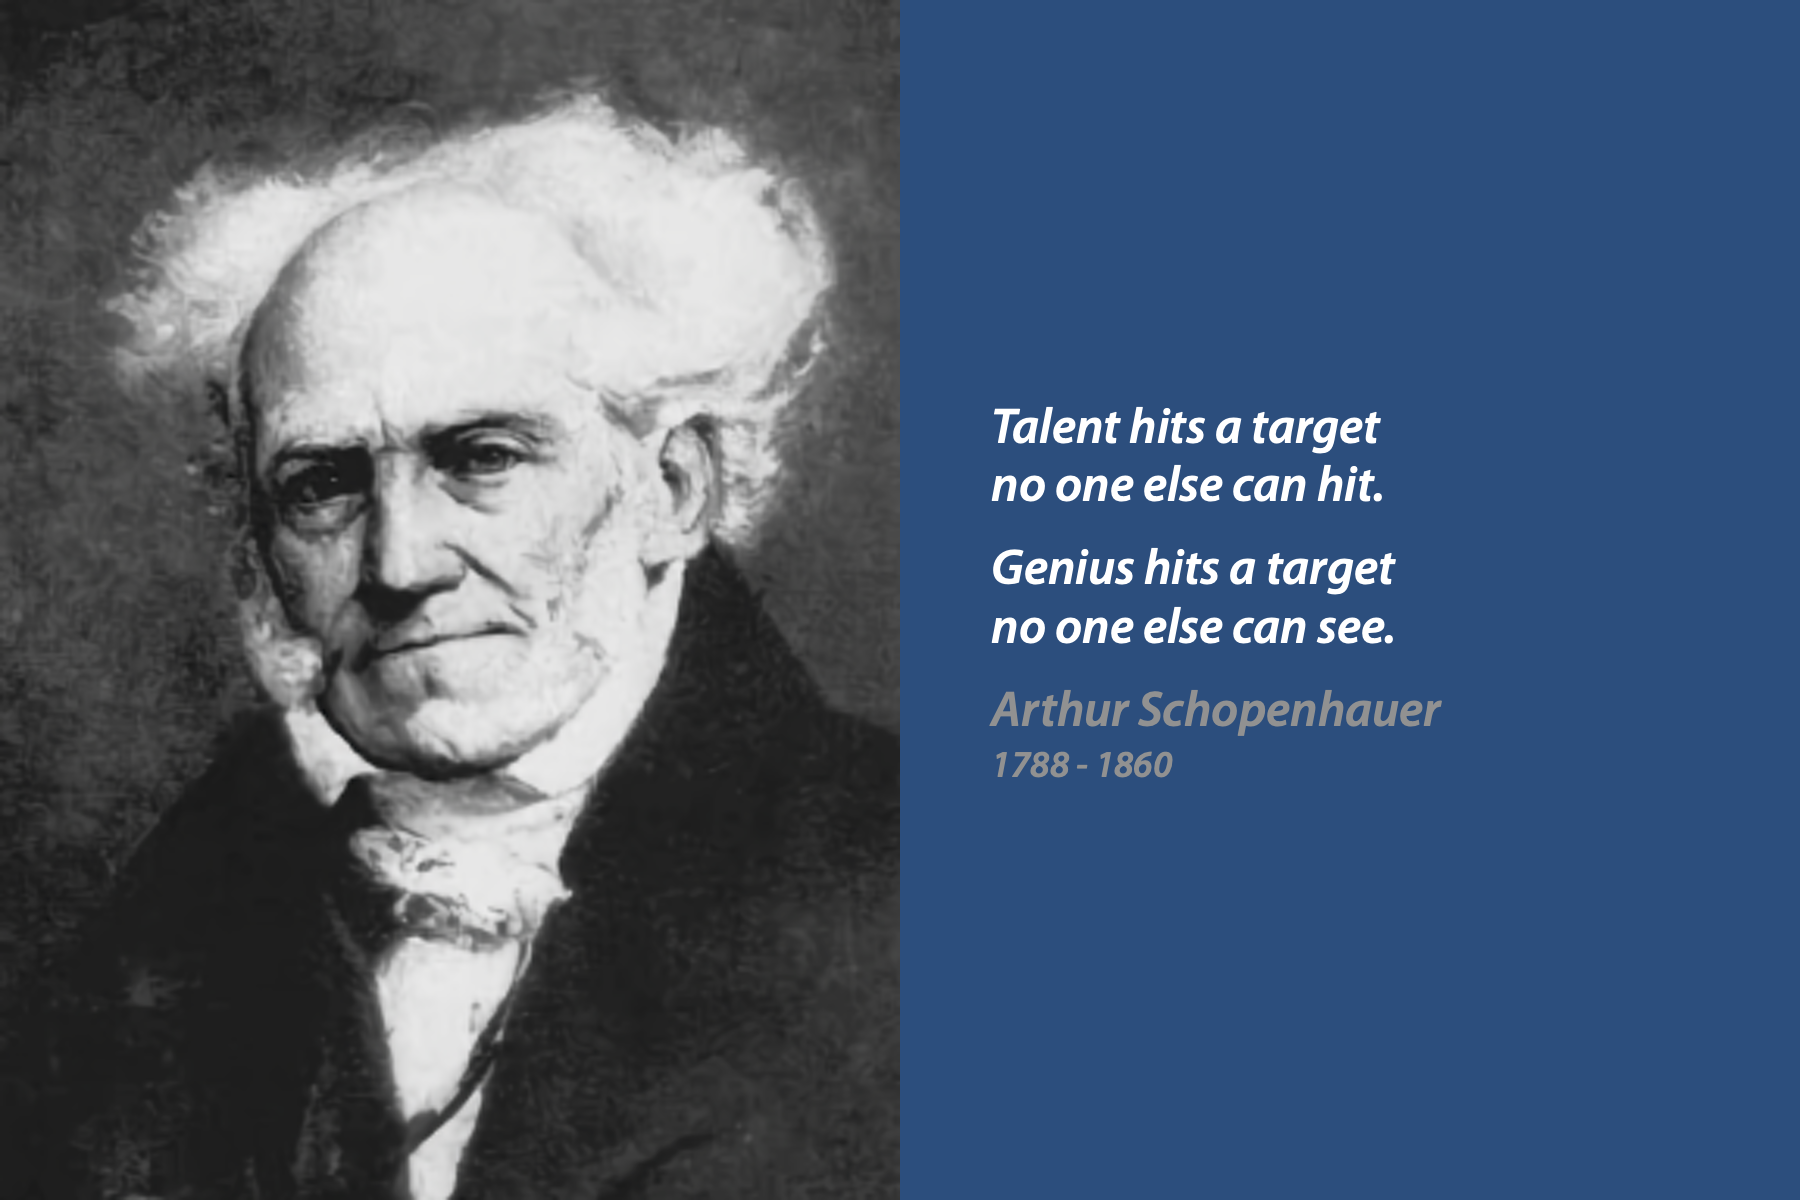 Talent hits a target
no one else can hit.
Genius hits a target
no one else can see.
Arthur Schopenhauer
1788 - 1860